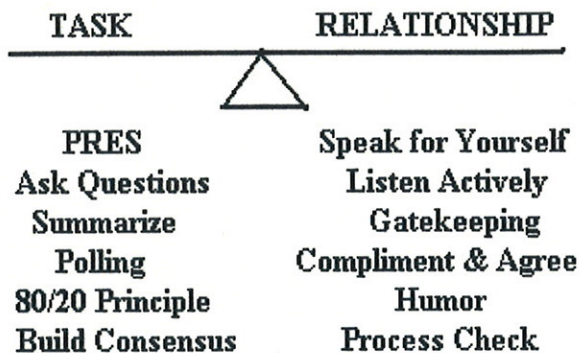 TASK RELATIONSHIP
PRES Speak for Yourself
Ask Questions Listen Actively
Summarize Gatekeeping
Polling Compliment & Agree
80/20 Principle Humor
Build Consensus Process Check